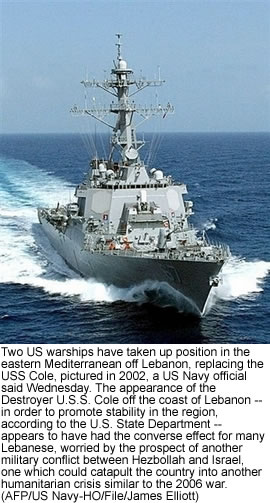 Two US warships have taken up position in the
eastern Mediterranean off Lebanon, replacing the
USS Cole, pictured in 2002, a US Navy official
said Wednesday. The appearance of the
Destroyer U.S.S. Cole off the coast of Lebanon --
in order to promote stability in the region,
according to the U.S. State Department --
appears to have had the converse effect for many
Lebanese, worried by the prospect of another
military conflict between Hezbollah and Israel,
one which could catapult the country into another
humanitarian crisis similar to the 2006 war.
(AFP/US Navy-HO/File/James Elliott)